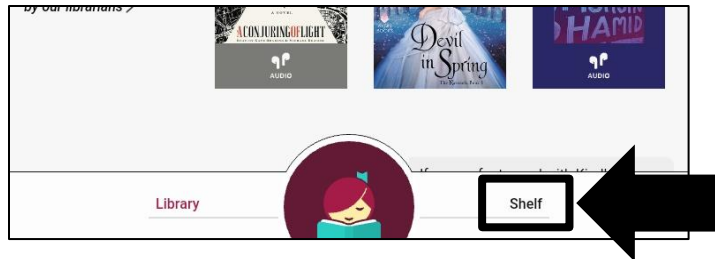 by our librarians >
A NOVEL
A CONJURING OF LIGHT
AUDIO
Devil
in Spring
The Ravenels, Book 3
HAMID
AUDIO
Library
Shelf